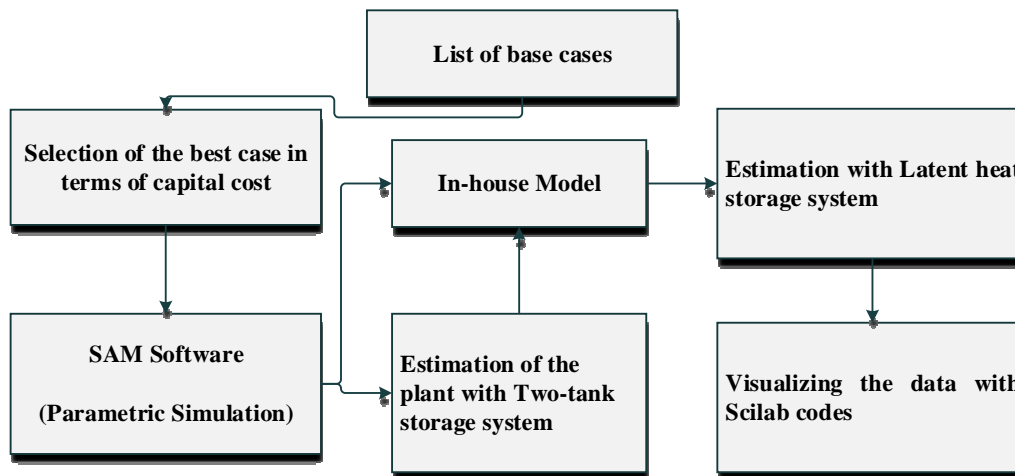 List of base cases
Selection of the best case in
terms of capital cost
In-house Model
Estimation with Latent heat
storage system
SAM Software
(Parametric Simulation)
Estimation of the
plant with Two-tank
storage system
Visualizing the data with
Scilab codes